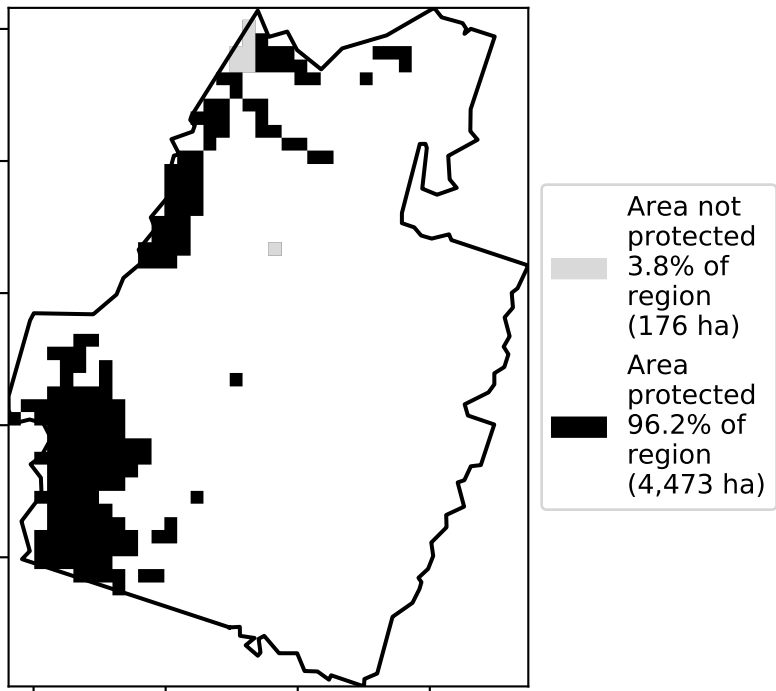 Area not
protected
3.8% of
region
(176 ha)
Area
protected
96.2% of
region
(4,473 ha)